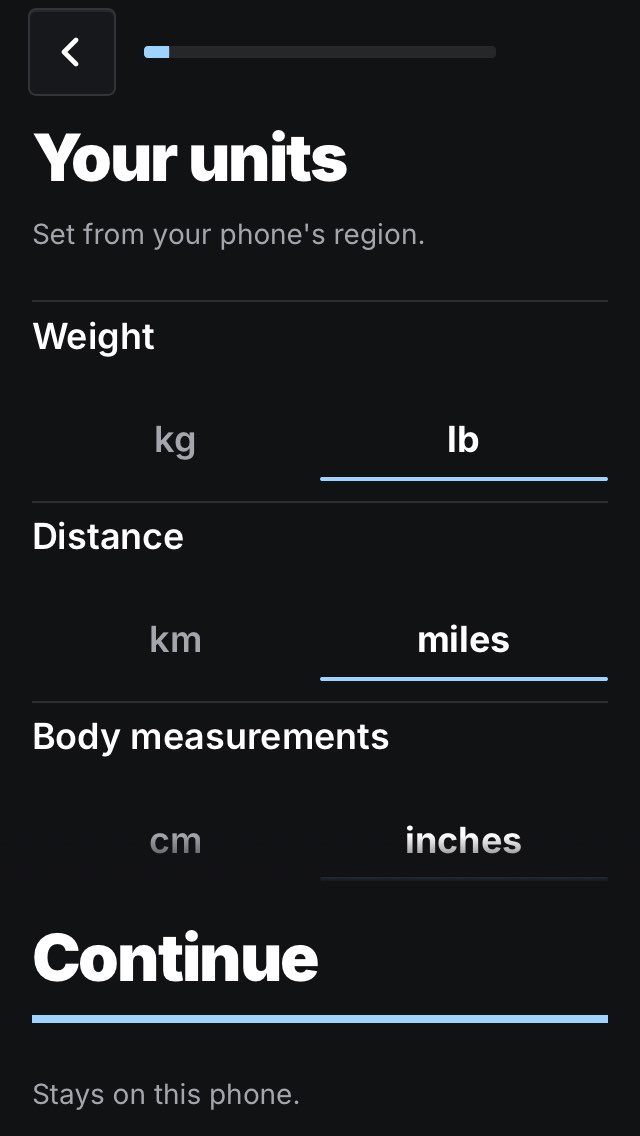 Your units
Set from your phone's region.
Weight
kg lb
Distance
km miles
Body measurements
cm inches
Continue
Stays on this phone.